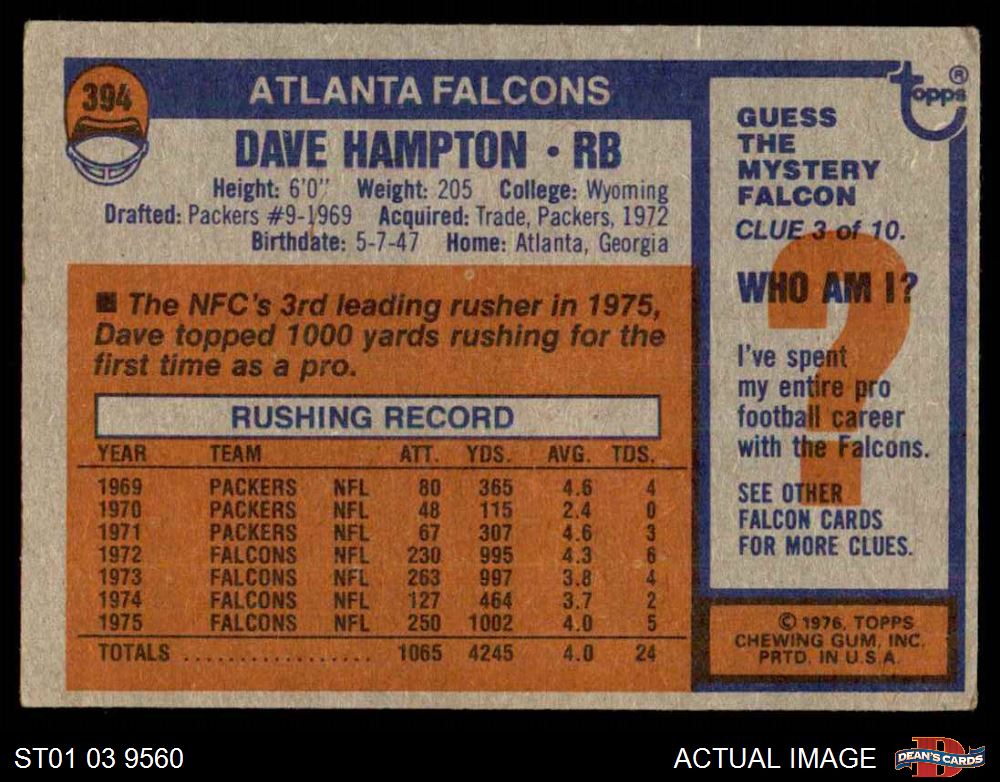 394
ATLANTA FALCONS
DAVE HAMPTON • RB
Height: 6'0" Weight: 205 College: Wyoming
Drafted: Packers #9-1969 Acquired: Trade, Packers, 1972
Birthdate: 5-7-47 Home: Atlanta, Georgia
■ The NFC's 3rd leading rusher in 1975,
Dave topped 1000 yards rushing for the
first time as a pro.
RUSHING RECORD
YEAR TEAM ATT. YDS. AVG. TDS.
1969 PACKERS NFL 80 365 4.6 4
1970 PACKERS NFL 48 115 2.4 0
1971 PACKERS NFL 67 307 4.6 3
1972 FALCONS NFL 230 995 4.3 6
1973 FALCONS NFL 263 997 3.8 4
1974 FALCONS NFL 127 464 3.7 2
1975 FALCONS NFL 250 1002 4.0 5
TOTALS .................. 1065 4245 4.0 24
topps ®
GUESS
THE
MYSTERY
FALCON
CLUE 3 of 10.
?
WHO AM I?
I've spent
my entire pro
football career
with the Falcons.
SEE OTHER
FALCON CARDS
FOR MORE CLUES.
© 1976, TOPPS
CHEWING GUM, INC.
PRTD. IN U.S.A.
ST01 03 9560
ACTUAL IMAGE
D
DEAN'S CARDS